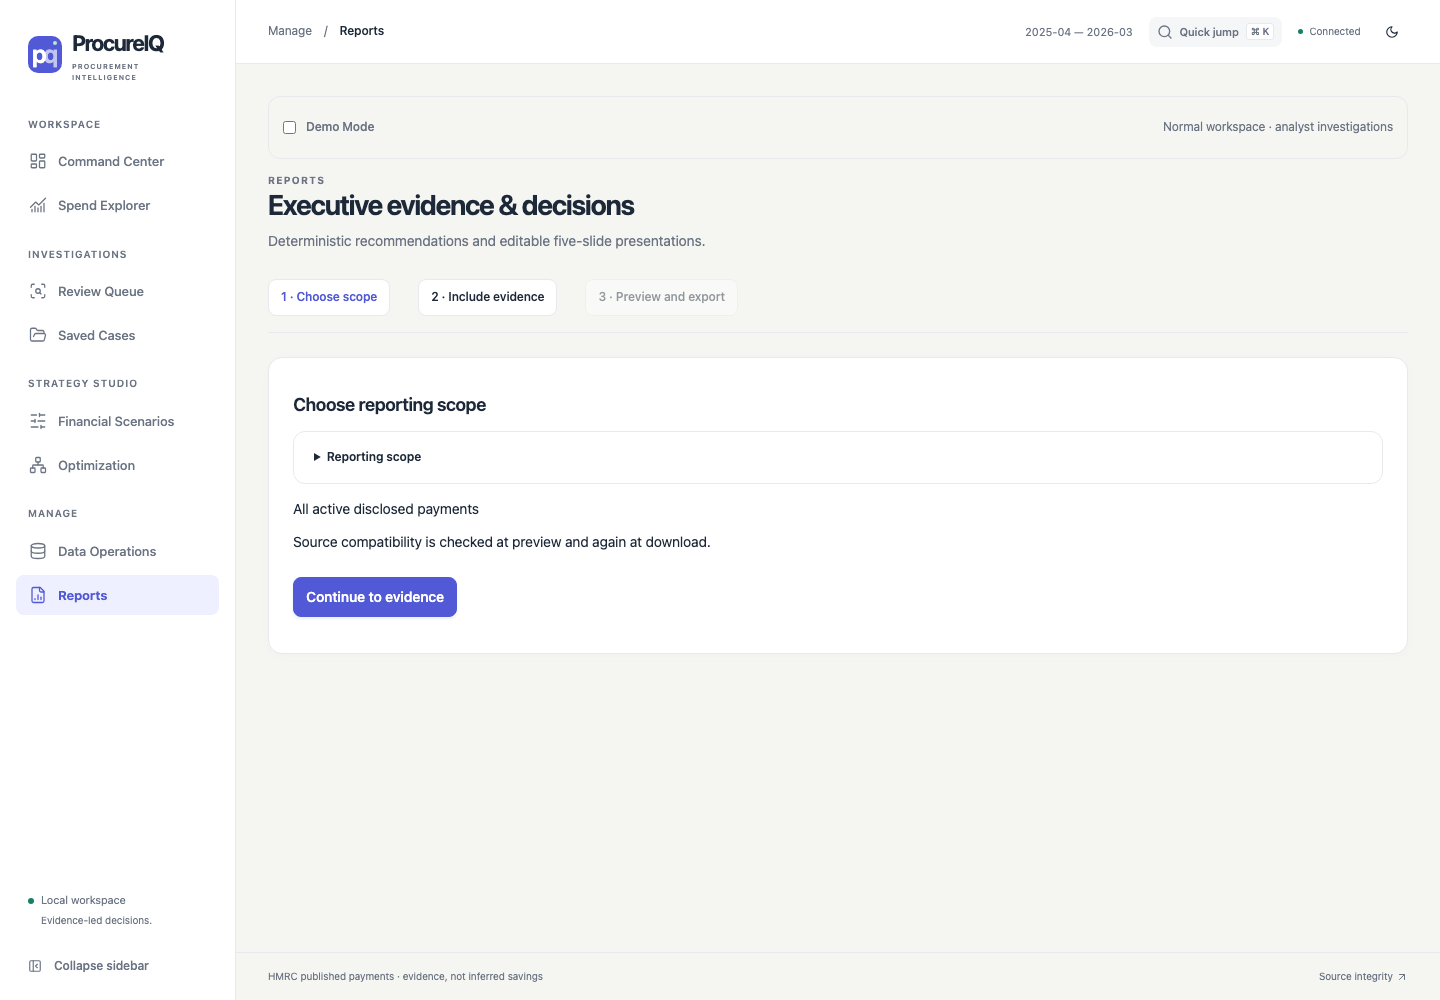 pq
ProcureIQ
PROCUREMENT
INTELLIGENCE
WORKSPACE
Command Center
Spend Explorer
INVESTIGATIONS
Review Queue
Saved Cases
STRATEGY STUDIO
Financial Scenarios
Optimization
MANAGE
Data Operations
Reports
Local workspace
Evidence-led decisions.
Collapse sidebar
Manage / Reports
2025-04 — 2026-03
Quick jump ⌘ K
Connected
Demo Mode
Normal workspace · analyst investigations
REPORTS
Executive evidence & decisions
Deterministic recommendations and editable five-slide presentations.
1 · Choose scope
2 · Include evidence
3 · Preview and export
Choose reporting scope
Reporting scope
All active disclosed payments
Source compatibility is checked at preview and again at download.
Continue to evidence
HMRC published payments · evidence, not inferred savings
Source integrity